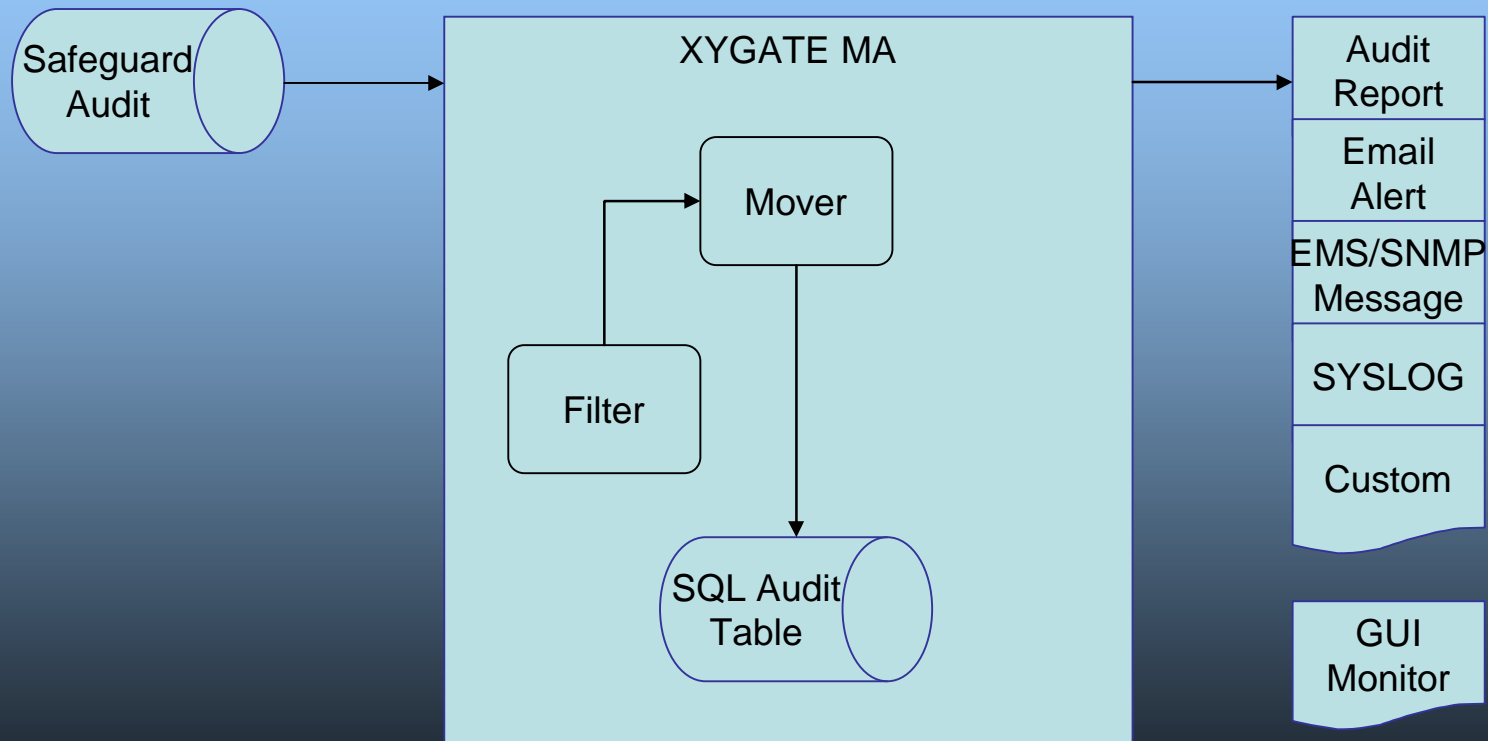 Safeguard
Audit
XYGATE MA
Mover
Filter
SQL Audit
Table
Audit
Report
Email
Alert
EMS/SNMP
Message
SYSLOG
Custom
GUI
Monitor